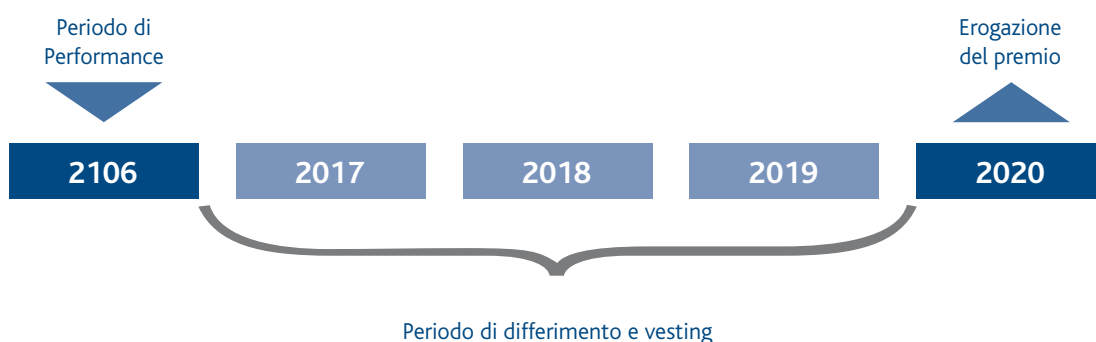 Periodo di
Performance
Erogazione
del premio
2106
2017
2018
2019
2020
Periodo di differimento e vesting